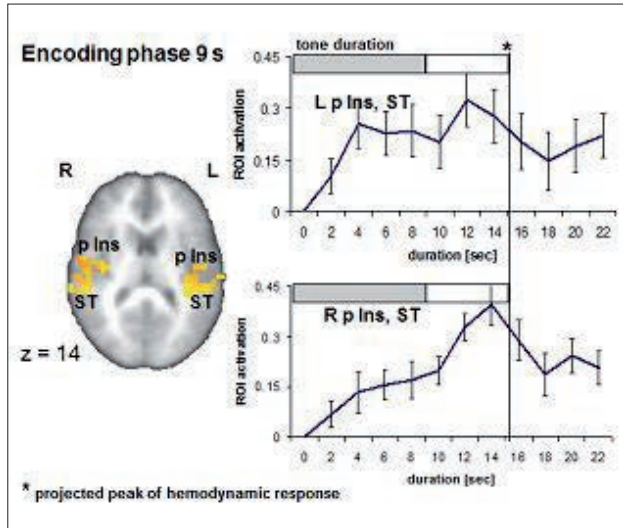 Encoding phase 9 s
tone duration
*
0.45
0.3
0.15
0
ROI activation
L p Ins, ST
0 2 4 6 8 10 12 14 16 18 20 22
duration [sec]
R L
p Ins p Ins
ST ST
z = 14
0.45
0.3
0.15
0
ROI activation
R p Ins, ST
0 2 4 6 8 10 12 14 16 18 20 22
duration [sec]
* projected peak of hemodynamic response